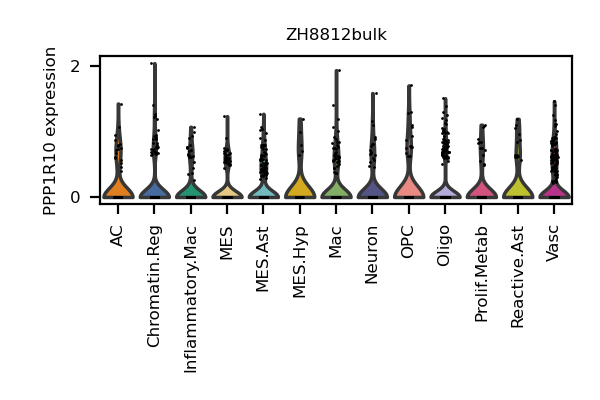 ZH8812bulk
PPP1R10 expression
2
0
AC
Chromatin.Reg
Inflammatory.Mac
MES
MES.Ast
MES.Hyp
Mac
Neuron
OPC
Oligo
Prolif.Metab
Reactive.Ast
Vasc